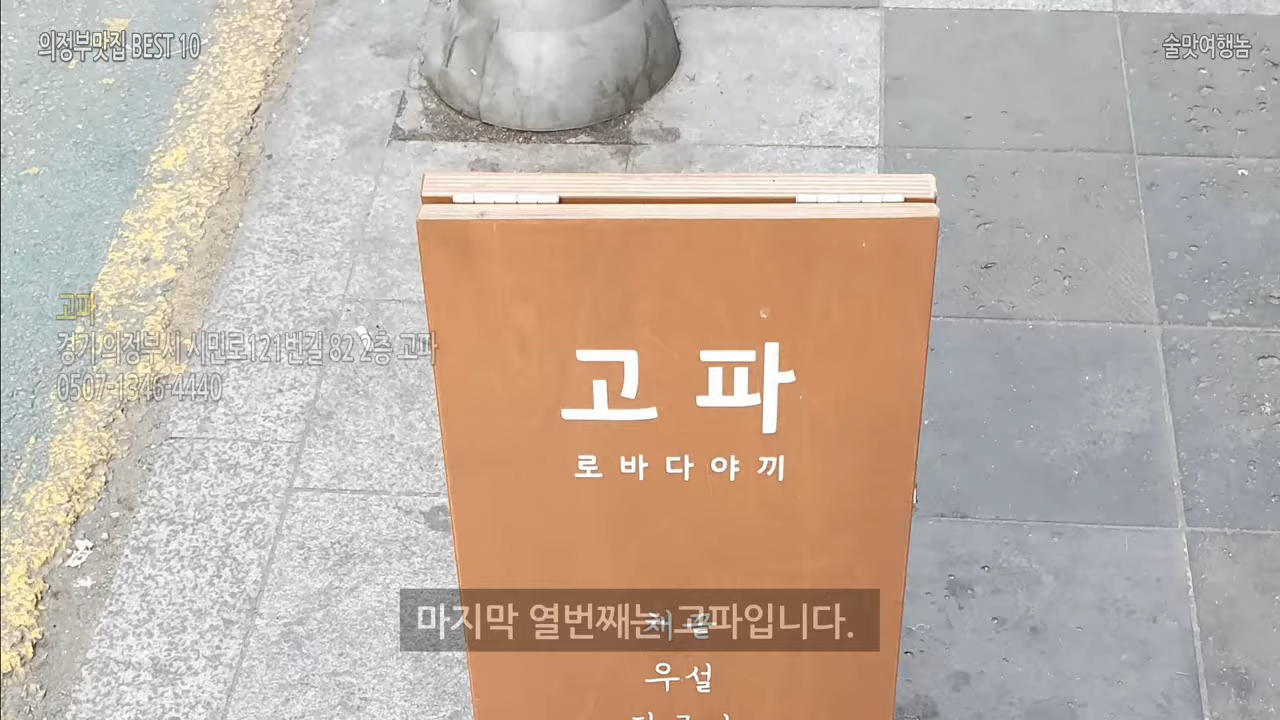 의정부맛집 BEST 10
술맛여행놈
고파
경기 의정부시 시민로121번길 82 2층 고파
0507-1346-4440
고파
로바다야끼
마지막 열번째는 고파입니다.
우설